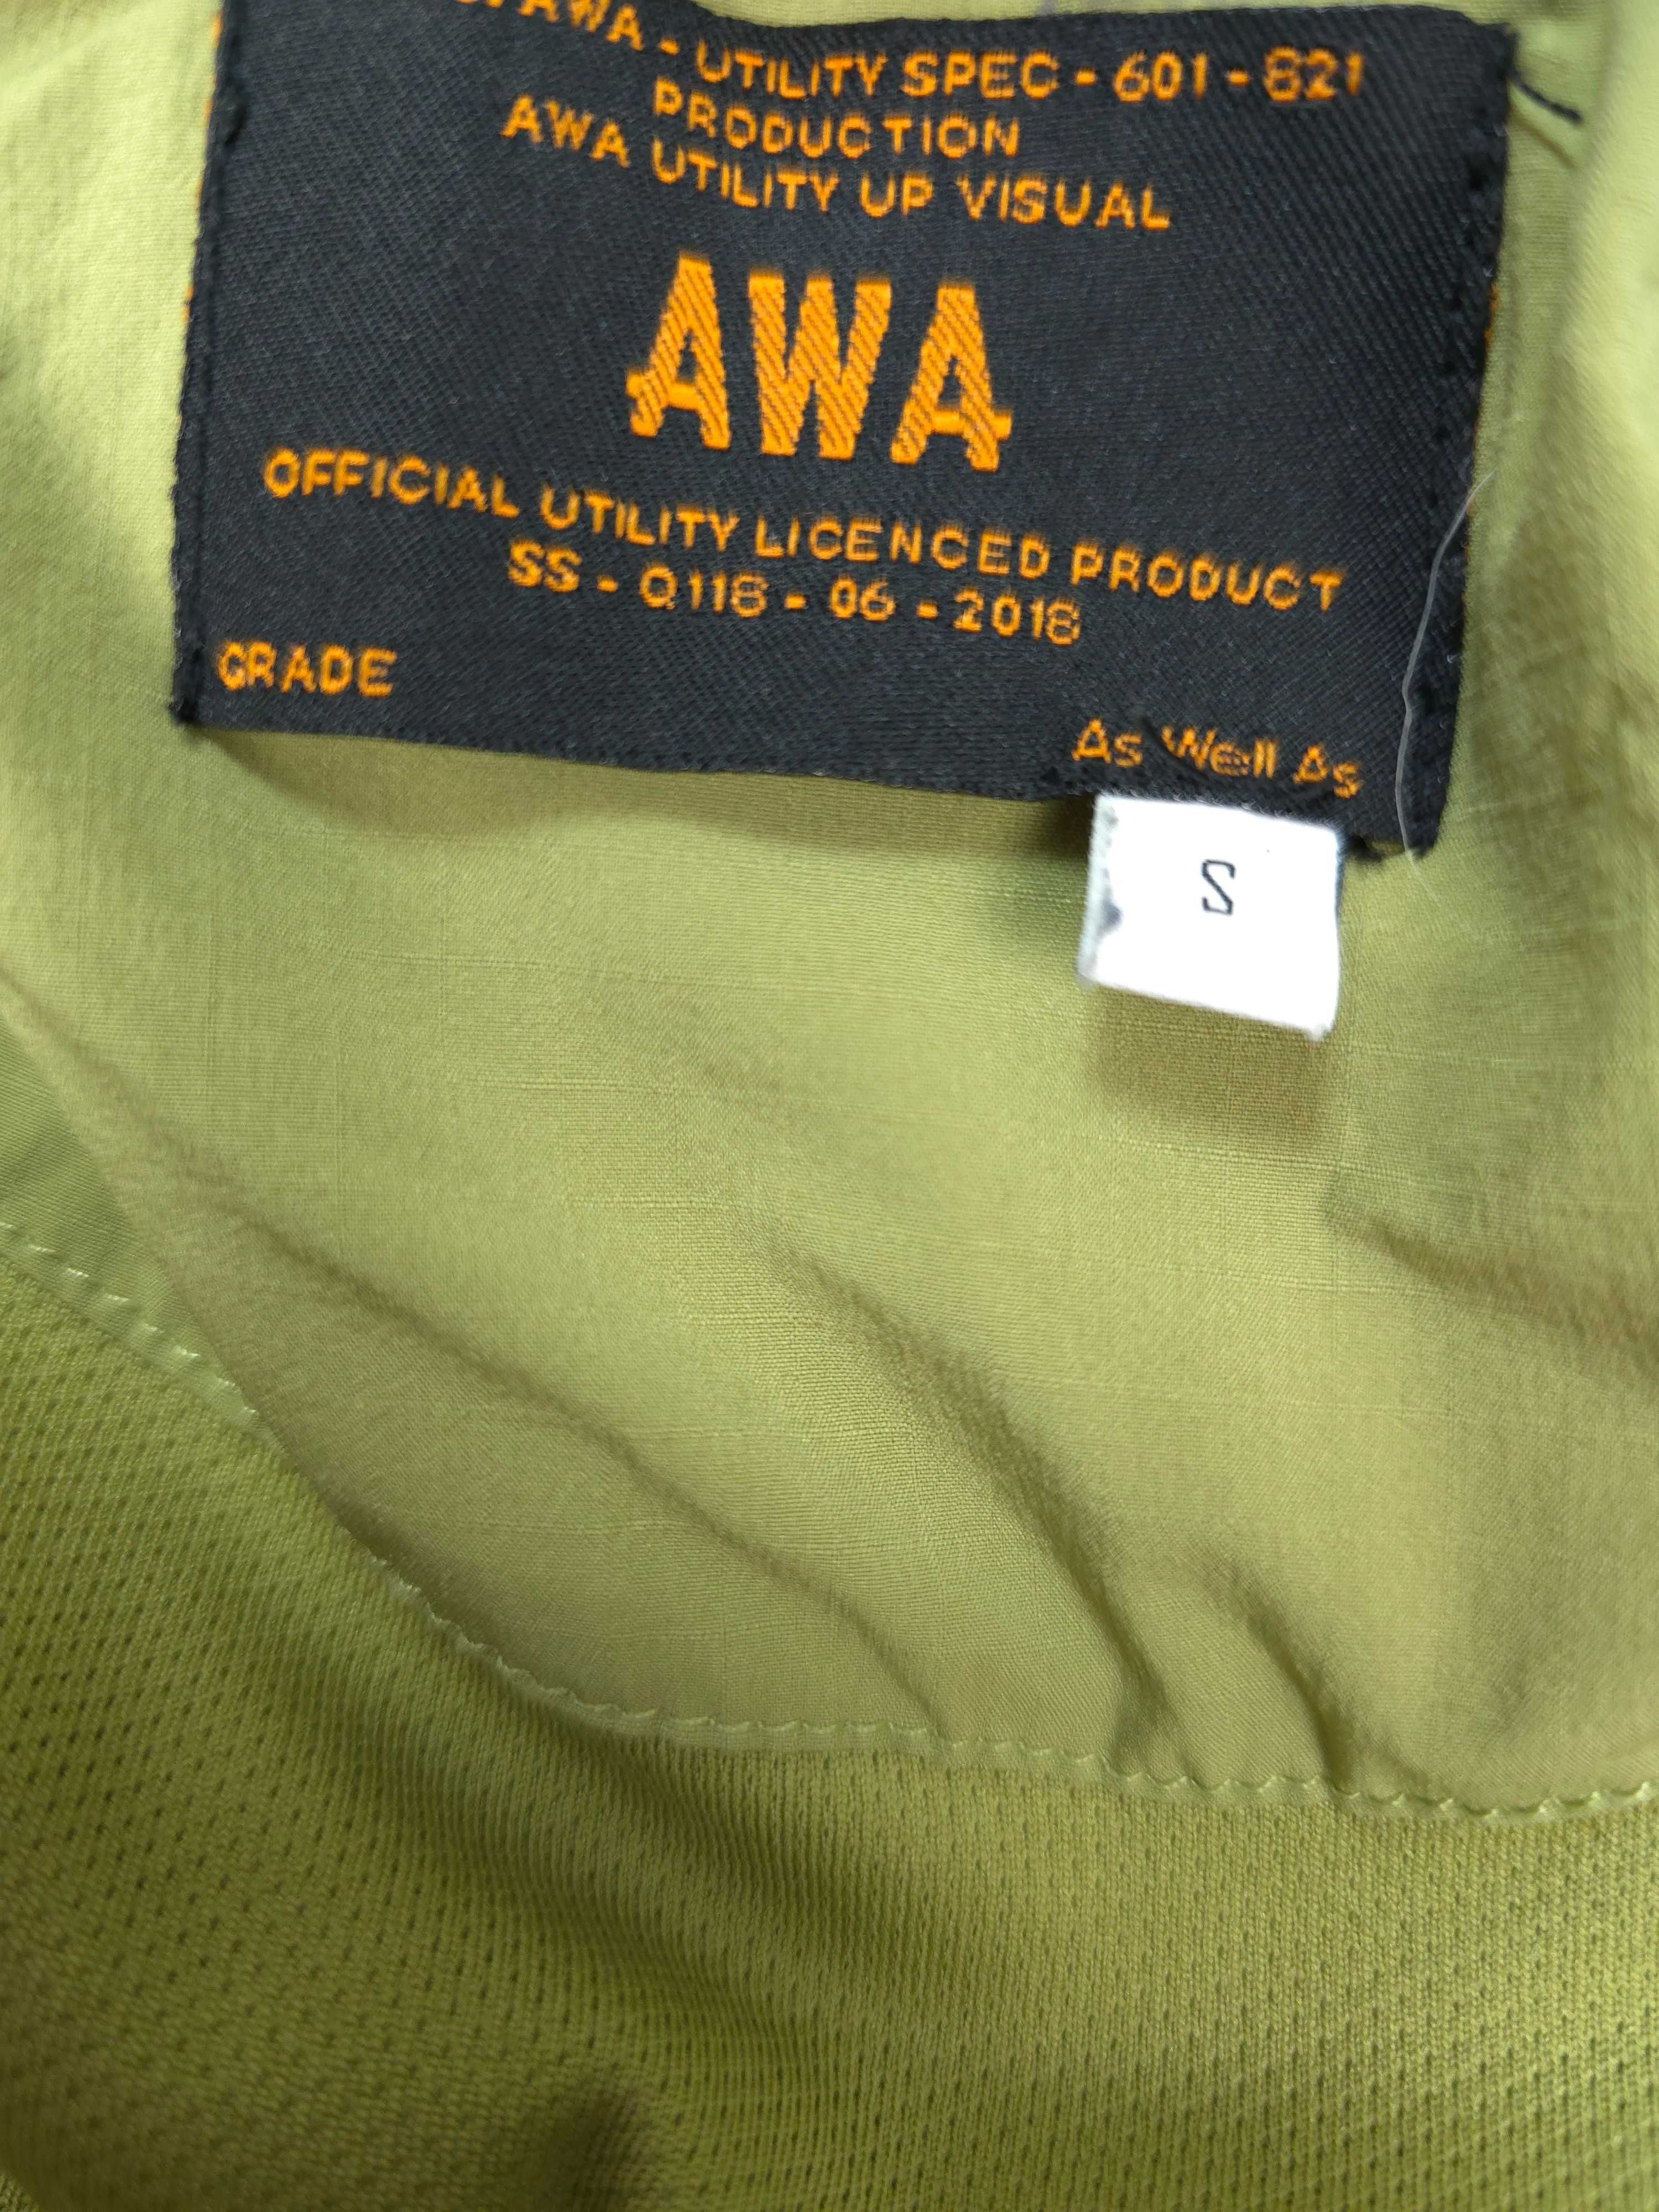 AWA - UTILITY SPEC - 601 - 821
PRODUCTION
AWA UTILITY UP VISUAL
AWA
OFFICIAL UTILITY LICENCED PRODUCT
SS - Q118 - 06 - 2018
GRADE
As Well As
S